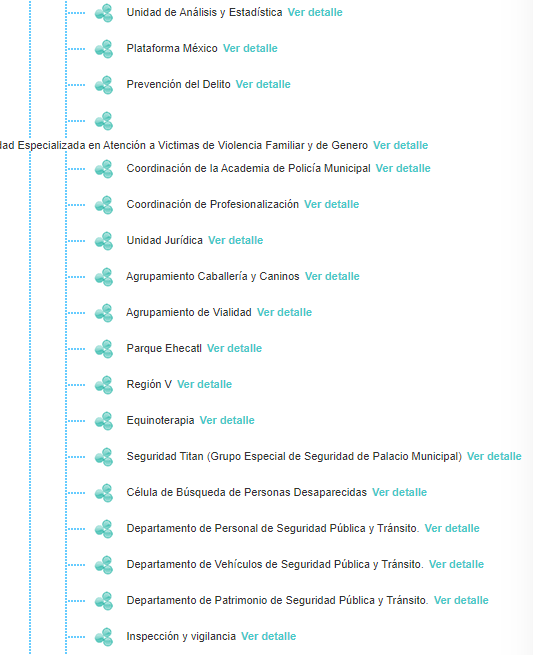 Unidad de Análisis y Estadística Ver detalle
Plataforma México Ver detalle
Prevención del Delito Ver detalle
Especializada en Atención a Victimas de Violencia Familiar y de Genero Ver detalle
Coordinación de la Academia de Policía Municipal Ver detalle
Coordinación de Profesionalización Ver detalle
Unidad Jurídica Ver detalle
Agrupamiento Caballería y Caninos Ver detalle
Agrupamiento de Vialidad Ver detalle
Parque Ehecatl Ver detalle
Región V Ver detalle
Equinoterapia Ver detalle
Seguridad Titan (Grupo Especial de Seguridad de Palacio Municipal) Ver detalle
Célula de Búsqueda de Personas Desaparecidas Ver detalle
Departamento de Personal de Seguridad Pública y Tránsito. Ver detalle
Departamento de Vehículos de Seguridad Pública y Tránsito. Ver detalle
Departamento de Patrimonio de Seguridad Pública y Tránsito. Ver detalle
Inspección y vigilancia Ver detalle